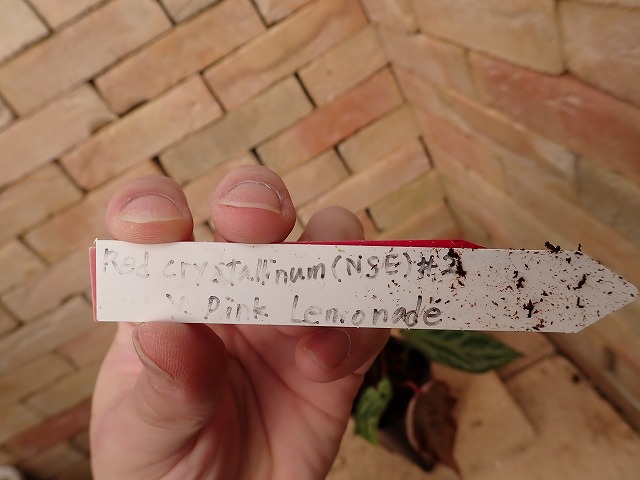 Red crystallinum (NSE) #2
X Pink Lemonade